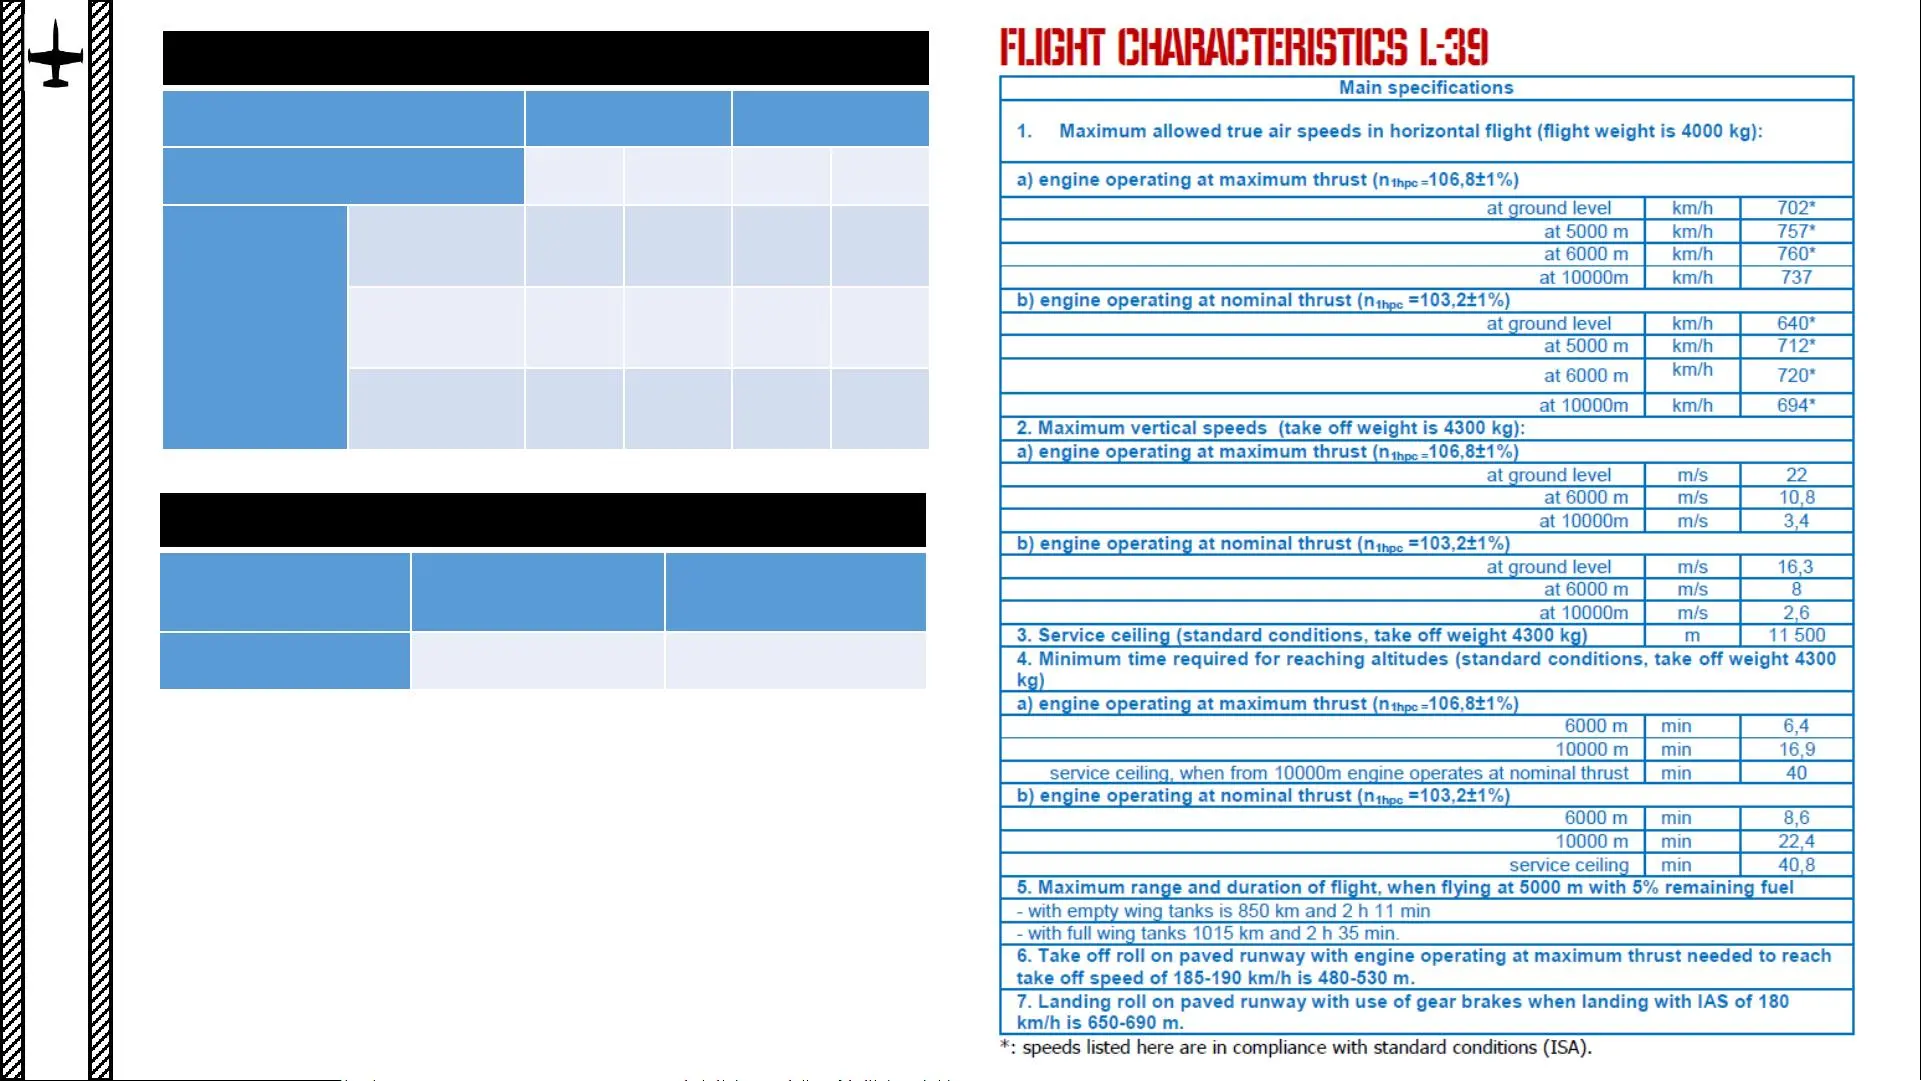 FLIGHT CHARACTERISTICS L-39
Main specifications
1. Maximum allowed true air speeds in horizontal flight (flight weight is 4000 kg):
a) engine operating at maximum thrust (n1hpc =106,8±1%)
at ground level km/h 702*
at 5000 m km/h 757*
at 6000 m km/h 760*
at 10000m km/h 737
b) engine operating at nominal thrust (n1hpc =103,2±1%)
at ground level km/h 640*
at 5000 m km/h 712*
at 6000 m km/h 720*
at 10000m km/h 694*
2. Maximum vertical speeds (take off weight is 4300 kg):
a) engine operating at maximum thrust (n1hpc =106,8±1%)
at ground level m/s 22
at 6000 m m/s 10,8
at 10000m m/s 3,4
b) engine operating at nominal thrust (n1hpc =103,2±1%)
at ground level m/s 16,3
at 6000 m m/s 8
at 10000m m/s 2,6
3. Service ceiling (standard conditions, take off weight 4300 kg) m 11 500
4. Minimum time required for reaching altitudes (standard conditions, take off weight 4300
kg)
a) engine operating at maximum thrust (n1hpc =106,8±1%)
6000 m min 6,4
10000 m min 16,9
service ceiling, when from 10000m engine operates at nominal thrust min 40
b) engine operating at nominal thrust (n1hpc =103,2±1%)
6000 m min 8,6
10000 m min 22,4
service ceiling min 40,8
5. Maximum range and duration of flight, when flying at 5000 m with 5% remaining fuel
- with empty wing tanks is 850 km and 2 h 11 min
- with full wing tanks 1015 km and 2 h 35 min.
6. Take off roll on paved runway with engine operating at maximum thrust needed to reach
take off speed of 185-190 km/h is 480-530 m.
7. Landing roll on paved runway with use of gear brakes when landing with IAS of 180
km/h is 650-690 m.
*: speeds listed here are in compliance with standard conditions (ISA).